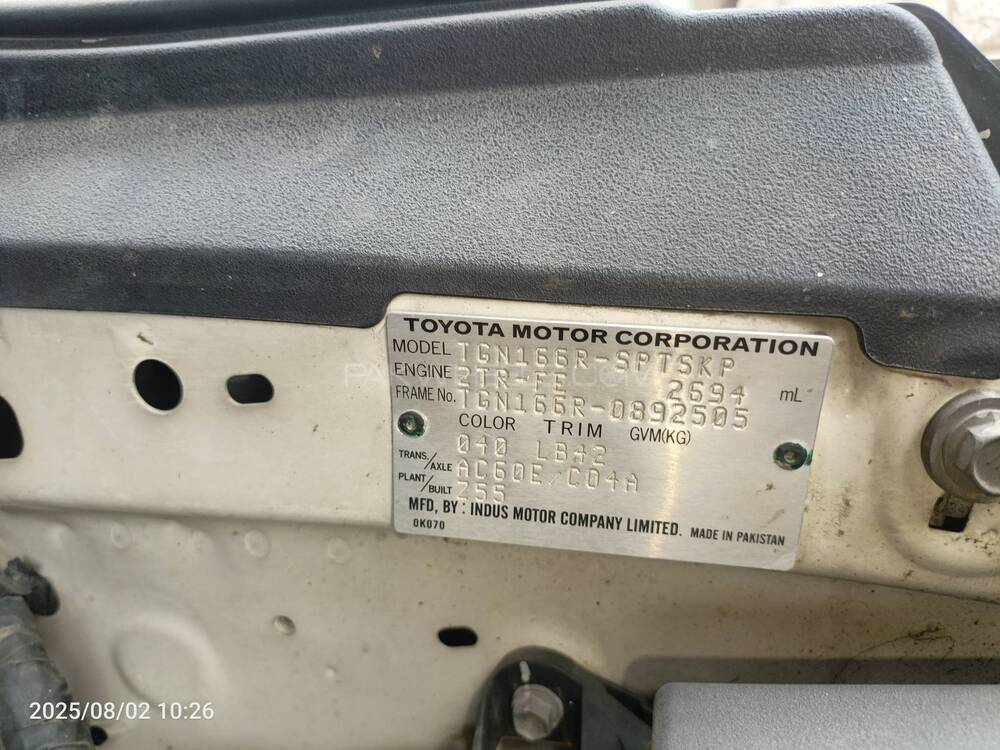 TOYOTA MOTOR CORPORATION
MODEL TGN166R-SPTSKP
ENGINE 2TR-FE 2694 mL
FRAME No. TGN166R-0892505
COLOR TRIM GVM(KG)
040 LB42
TRANS./AXLE AC60E/C04A
PLANT/BUILT Z55
MFD, BY : INDUS MOTOR COMPANY LIMITED. MADE IN PAKISTAN
0K070
2025/08/02 10:26